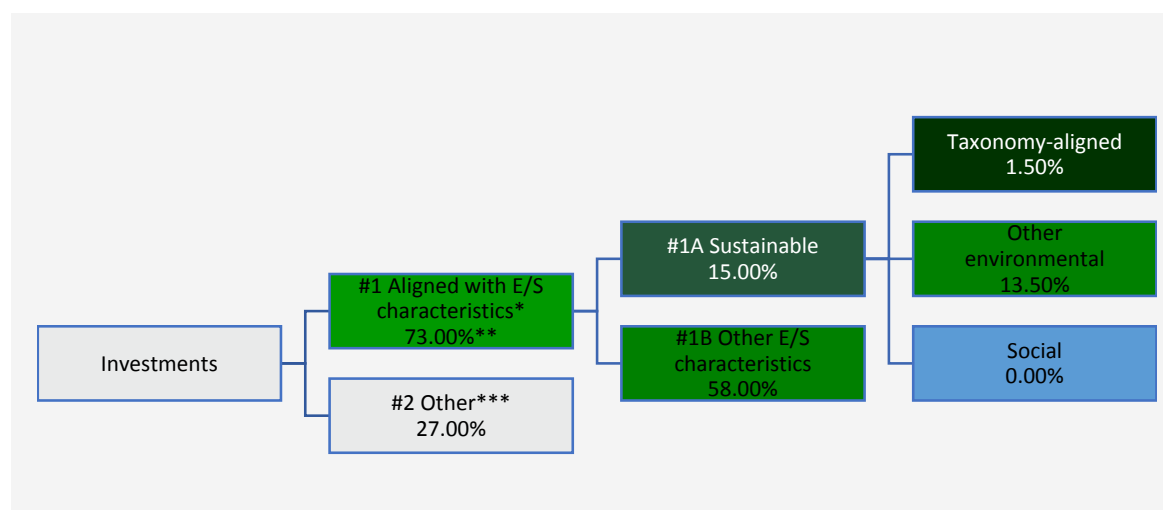 Investments
#1 Aligned with E/S
characteristics*
73.00%**
#2 Other***
27.00%
#1A Sustainable
15.00%
#1B Other E/S
characteristics
58.00%
Taxonomy-aligned
1.50%
Other
environmental
13.50%
Social
0.00%